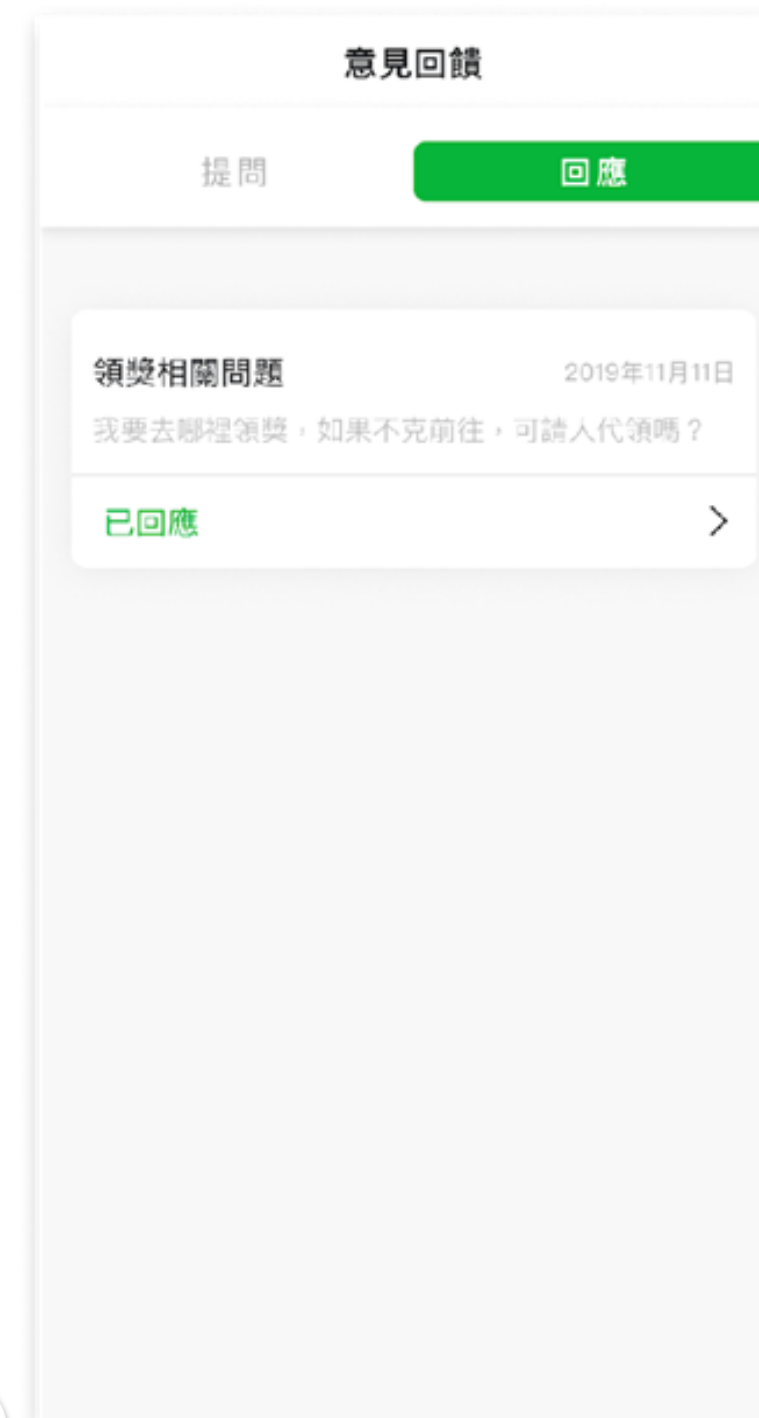 意見回饋
提問
回應
領獎相關問題
2019年11月11日
我要去哪裡領獎，如果不克前往，可請人代領嗎？
已回應